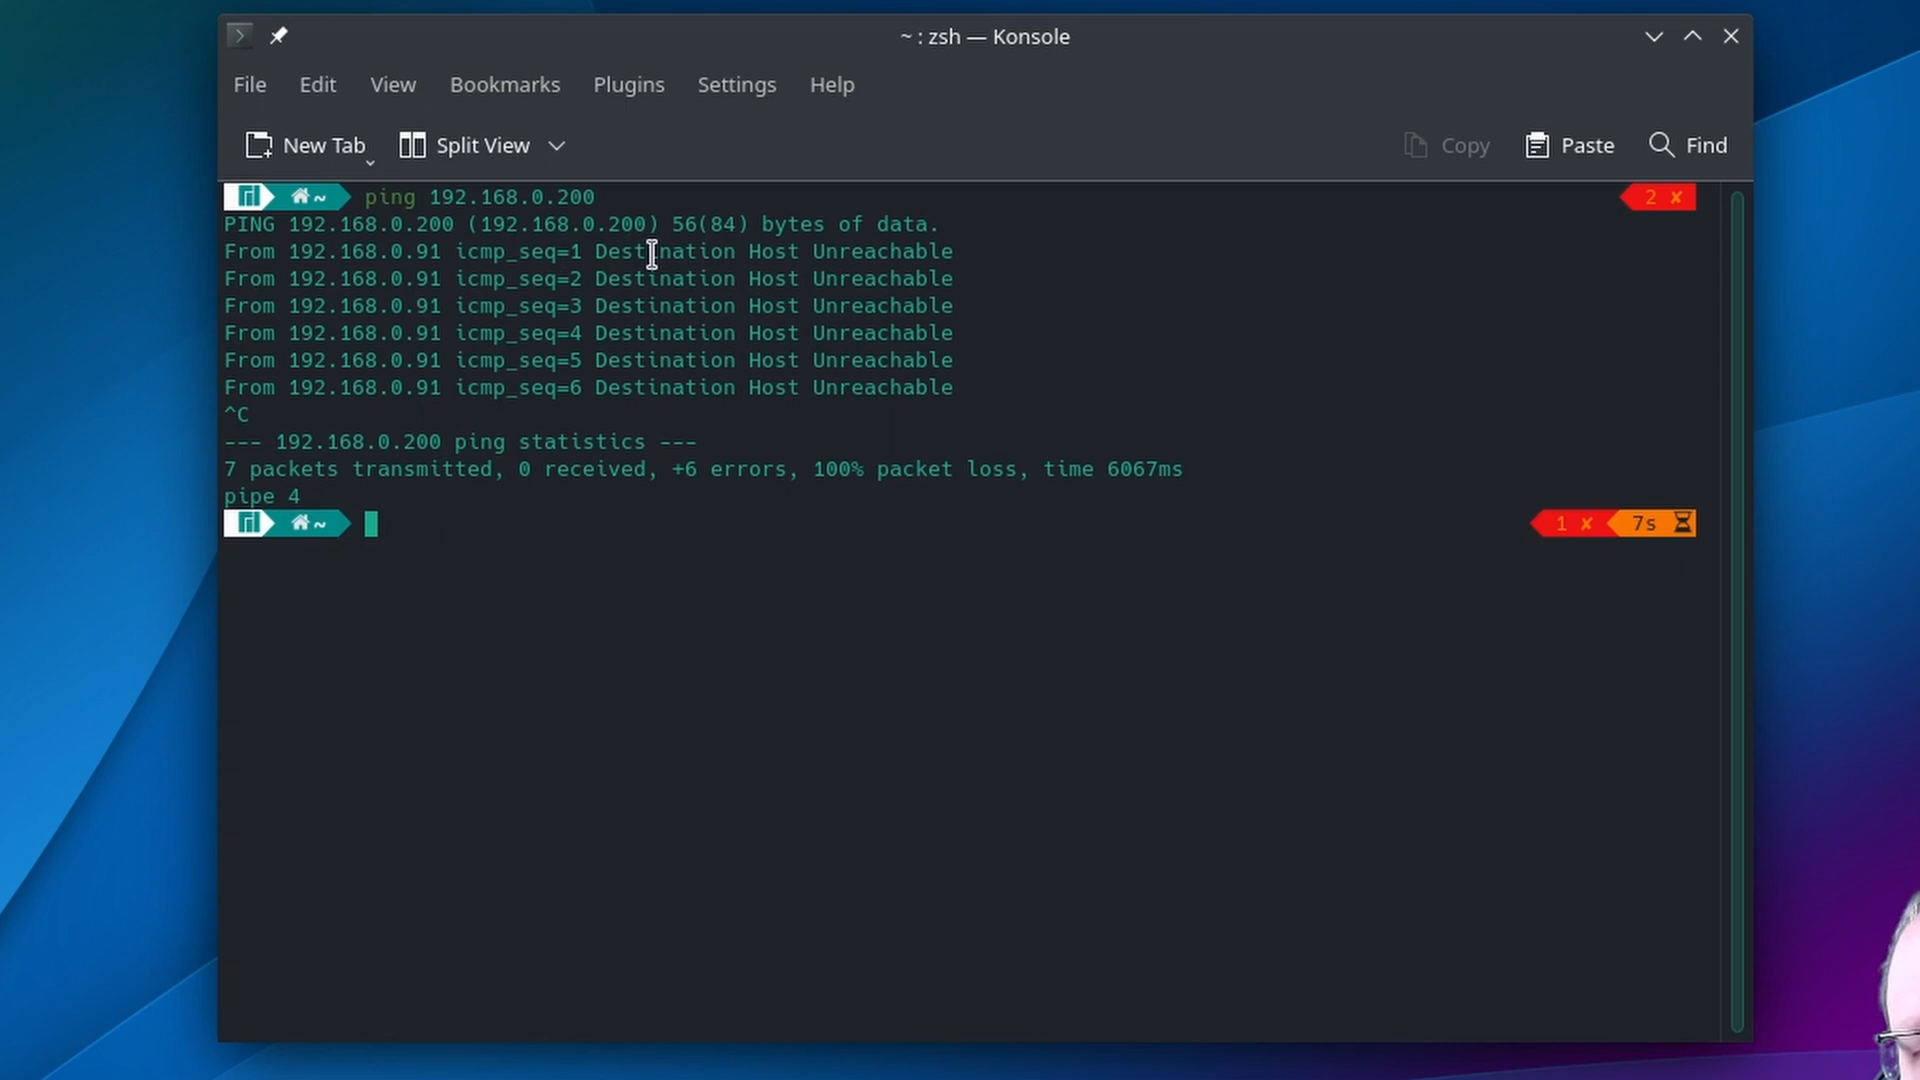 ~ : zsh — Konsole
File Edit View Bookmarks Plugins Settings Help
New Tab Split View Copy Paste Find
~ ping 192.168.0.200 2 ✘
PING 192.168.0.200 (192.168.0.200) 56(84) bytes of data.
From 192.168.0.91 icmp_seq=1 Destination Host Unreachable
From 192.168.0.91 icmp_seq=2 Destination Host Unreachable
From 192.168.0.91 icmp_seq=3 Destination Host Unreachable
From 192.168.0.91 icmp_seq=4 Destination Host Unreachable
From 192.168.0.91 icmp_seq=5 Destination Host Unreachable
From 192.168.0.91 icmp_seq=6 Destination Host Unreachable
^C
--- 192.168.0.200 ping statistics ---
7 packets transmitted, 0 received, +6 errors, 100% packet loss, time 6067ms
pipe 4
~ 1 ✘ 7s